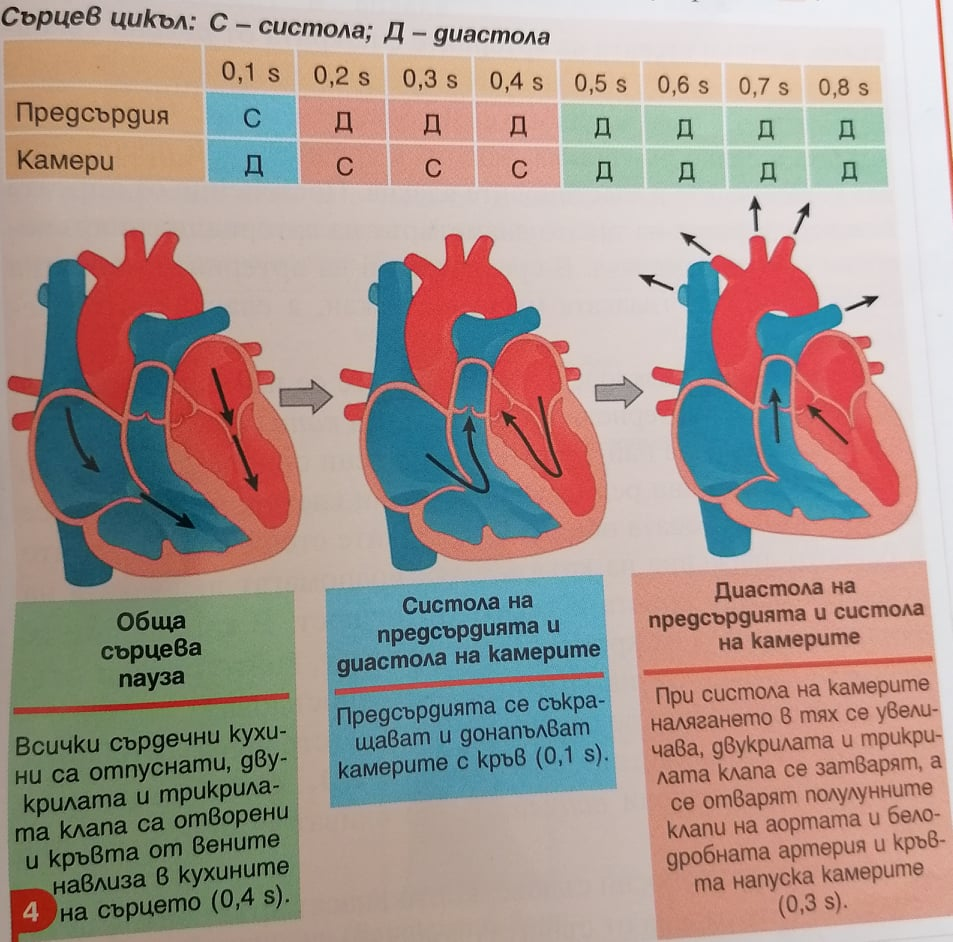 Сърцев цикъл: С – систола; Д – диастола
0,1 s 0,2 s 0,3 s 0,4 s 0,5 s 0,6 s 0,7 s 0,8 s
Предсърдия С Д Д Д Д Д Д Д
Камери Д С С С Д Д Д Д
Обща
сърцева
пауза
Всички сърдечни кухи-
ни са отпуснати, дву-
крилата и трикрила-
та клапа са отворени
и кръвта от вените
навлиза в кухините
на сърцето (0,4 s).
4
Систола на
предсърдията и
диастола на камерите
Предсърдията се съкра-
щават и донапълват
камерите с кръв (0,1 s).
Диастола на
предсърдията и систола
на камерите
При систола на камерите
налягането в тях се увели-
чава, двукрилата и трикри-
лата клапа се затварят, а
се отварят полулунните
клапи на аортата и бело-
дробната артерия и кръв-
та напуска камерите
(0,3 s).